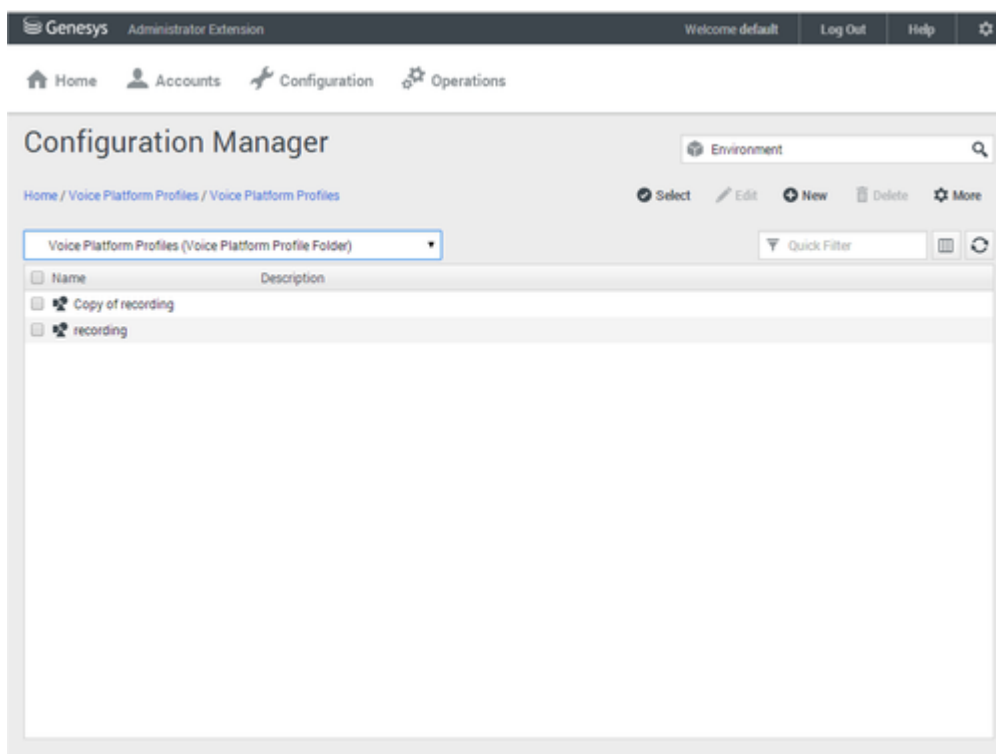 Genesys Administrator Extension Welcome default Log Out Help
Home Accounts Configuration Operations
Configuration Manager
Environment
Home / Voice Platform Profiles / Voice Platform Profiles
Select Edit New Delete More
Voice Platform Profiles (Voice Platform Profile Folder)
Quick Filter
Name Description
Copy of recording
recording